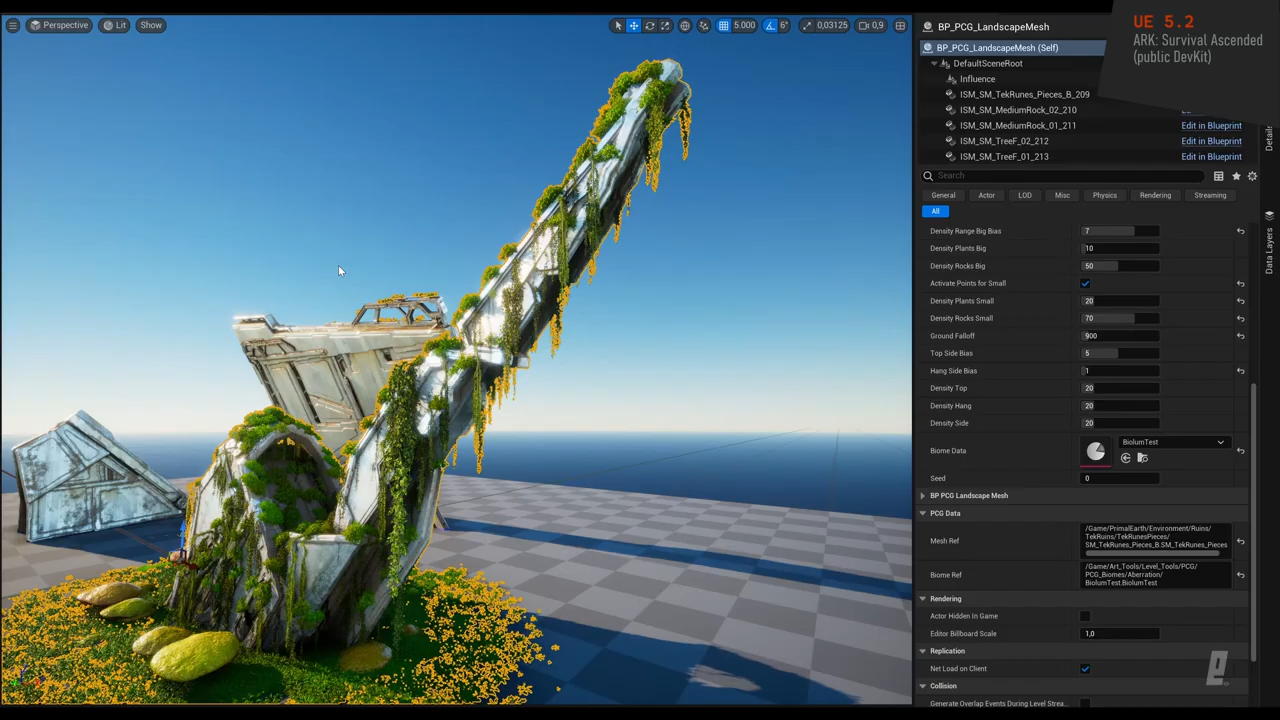 Perspective
Lit
Show
5.000
6°
0,03125
0,9
BP_PCG_LandscapeMesh
UE 5.2
ARK: Survival Ascended
(public DevKit)
BP_PCG_LandscapeMesh (Self)
DefaultSceneRoot
Influence
ISM_SM_TekRunes_Pieces_B_209
ISM_SM_MediumRock_02_210
ISM_SM_MediumRock_01_211 Edit in Blueprint
ISM_SM_TreeF_02_212 Edit in Blueprint
ISM_SM_TreeF_01_213 Edit in Blueprint
Details
Search
General Actor LOD Misc Physics Rendering Streaming
All
Data Layers
Density Range Big Bias 7
Density Plants Big 10
Density Rocks Big 50
Activate Points for Small
Density Plants Small 20
Density Rocks Small 70
Ground Falloff 900
Top Side Bias 5
Hang Side Bias 1
Density Top 20
Density Hang 20
Density Side 20
Biome Data BiolumTest
Seed 0
BP PCG Landscape Mesh
PCG Data
Mesh Ref
/Game/PrimalEarth/Environment/Ruins/
TekRuins/TekRunesPieces/
SM_TekRunes_Pieces_B.SM_TekRunes_Pieces
Biome Ref
/Game/Art_Tools/Level_Tools/PCG/
PCG_Biomes/Aberration/
BiolumTest.BiolumTest
Rendering
Actor Hidden In Game
Editor Billboard Scale 1,0
Replication
Net Load on Client
Collision
Generate Overlap Events During Level Strea...